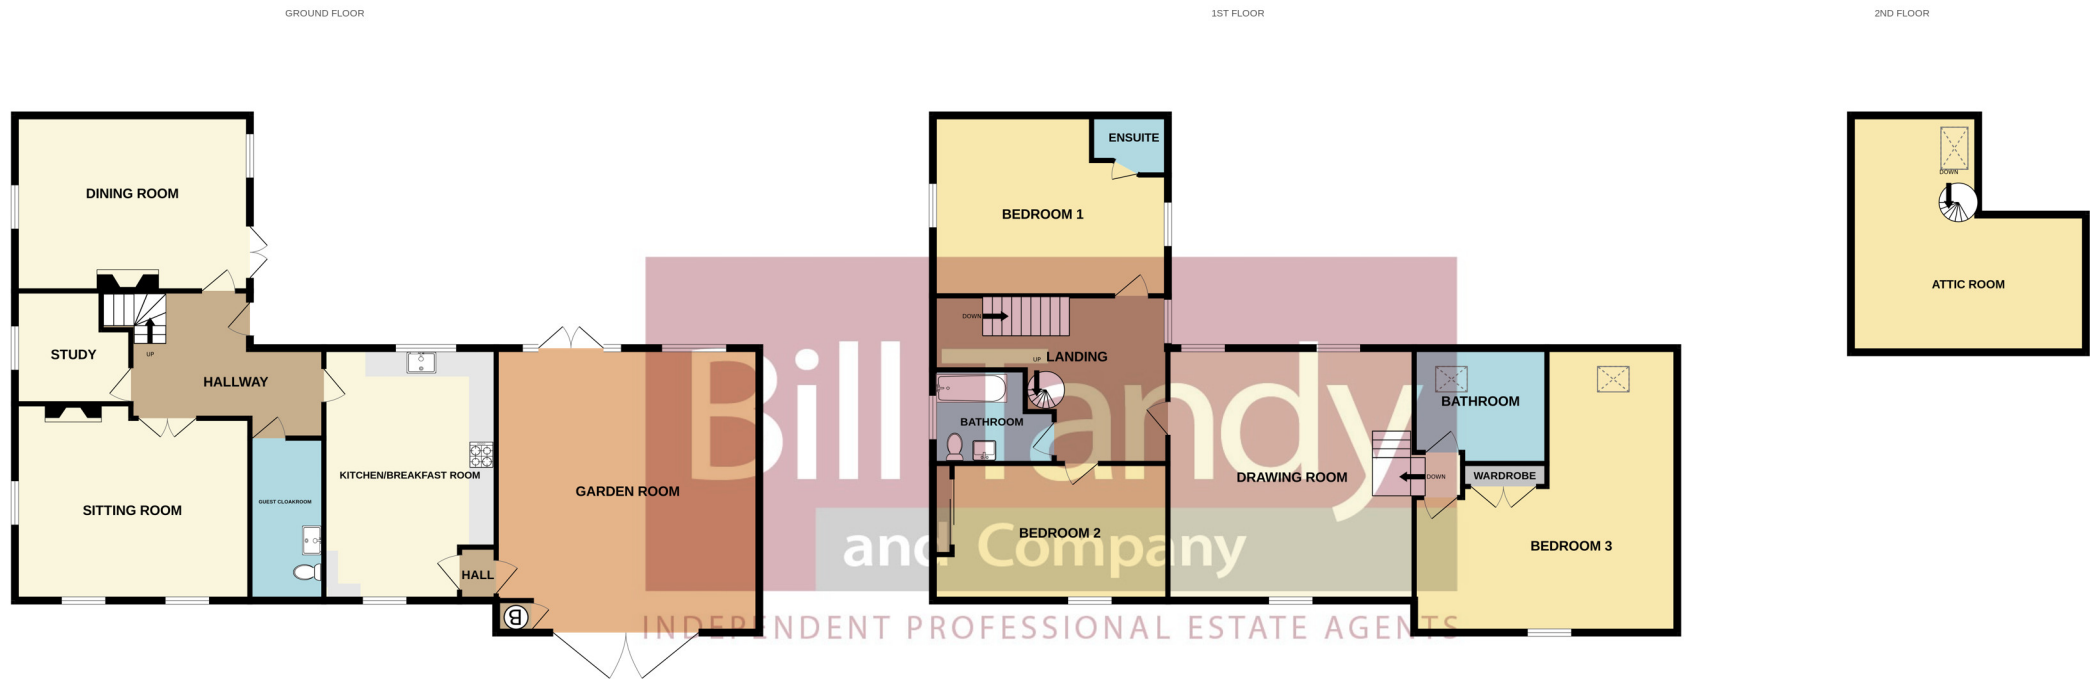 GROUND FLOOR
1ST FLOOR
2ND FLOOR
DINING ROOM
STUDY
UP
HALLWAY
SITTING ROOM
GUEST CLOAKROOM
KITCHEN/BREAKFAST ROOM
HALL
GARDEN ROOM
B
ENSUITE
BEDROOM 1
DOWN
UP
LANDING
BATHROOM
BEDROOM 2
DRAWING ROOM
DOWN
BATHROOM
WARDROBE
BEDROOM 3
DOWN
ATTIC ROOM
Bill Tandy
and Company
INDEPENDENT PROFESSIONAL ESTATE AGENTS